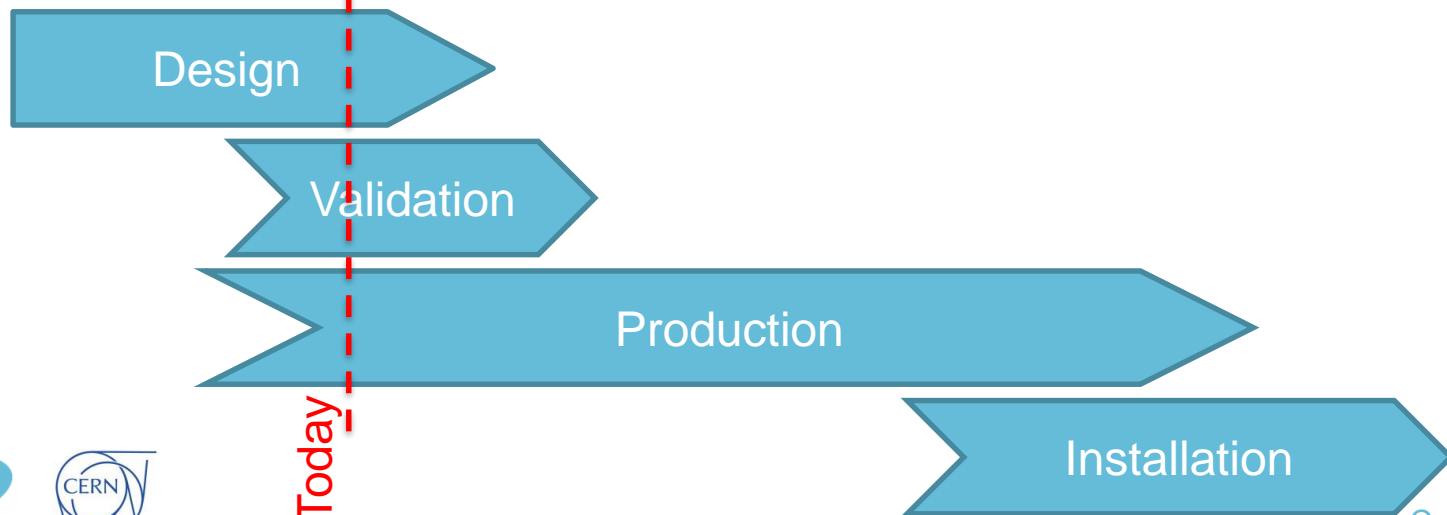 Design
Validation
Production
Today
Installation
CERN